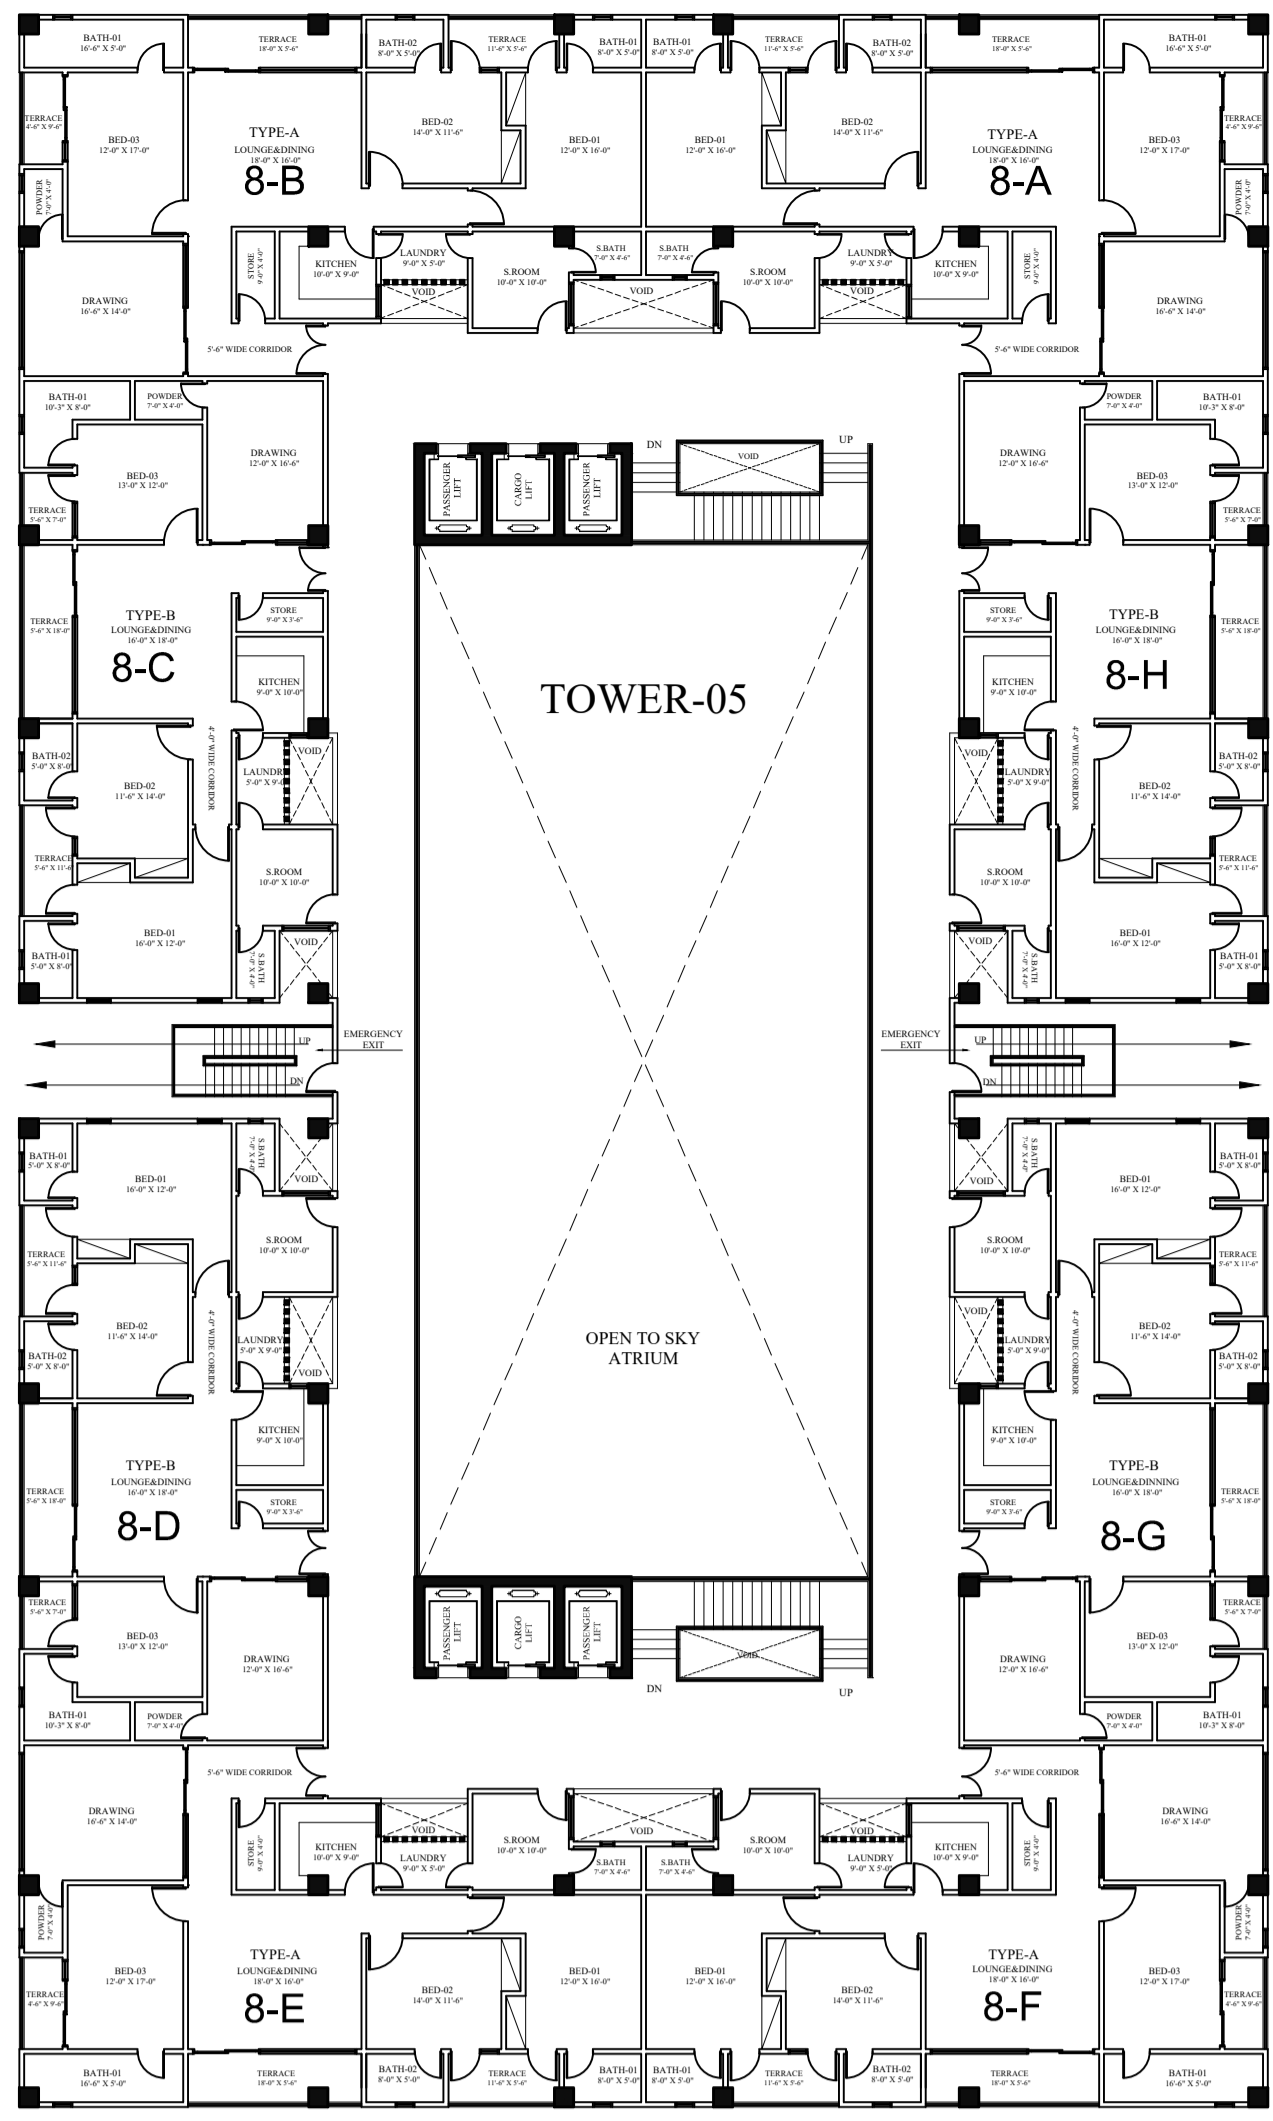 BATH-01
16'-6" X 5'-0"
TERRACE
18'-0" X 5'-6"
BATH-02
8'-0" X 5'-0"
TERRACE
11'-6" X 5'-6"
BATH-01
8'-0" X 5'-0"
BATH-01
8'-0" X 5'-0"
TERRACE
11'-6" X 5'-6"
BATH-02
8'-0" X 5'-0"
TERRACE
18'-0" X 5'-6"
BATH-01
16'-6" X 5'-0"
TERRACE
4'-6" X 9'-6"
BED-03
12'-0" X 17'-0"
TYPE-A
LOUNGE&DINING
18'-0" X 16'-0"
8-B
BED-02
14'-0" X 11'-6"
BED-01
12'-0" X 16'-0"
BED-01
12'-0" X 16'-0"
BED-02
14'-0" X 11'-6"
TYPE-A
LOUNGE&DINING
18'-0" X 16'-0"
8-A
BED-03
12'-0" X 17'-0"
TERRACE
4'-6" X 9'-6"
POWDER
7'-0" X 4'-0"
POWDER
7'-0" X 4'-0"
STORE
9'-0" X 4'-0"
KITCHEN
10'-0" X 9'-0"
LAUNDRY
9'-0" X 5'-0"
VOID
S.ROOM
10'-0" X 10'-0"
S.BATH
7'-0" X 4'-6"
VOID
S.BATH
7'-0" X 4'-6"
S.ROOM
10'-0" X 10'-0"
LAUNDRY
9'-0" X 5'-0"
VOID
KITCHEN
10'-0" X 9'-0"
STORE
9'-0" X 4'-0"
DRAWING
16'-6" X 14'-0"
DRAWING
16'-6" X 14'-0"
5'-6" WIDE CORRIDOR
5'-6" WIDE CORRIDOR
BATH-01
10'-3" X 8'-0"
POWDER
7'-0" X 4'-0"
POWDER
7'-0" X 4'-0"
BATH-01
10'-3" X 8'-0"
BED-03
13'-0" X 12'-0"
DRAWING
12'-0" X 16'-6"
DRAWING
12'-0" X 16'-6"
BED-03
13'-0" X 12'-0"
TERRACE
5'-6" X 7'-0"
TERRACE
5'-6" X 7'-0"
PASSENGER
LIFT
CARGO
LIFT
PASSENGER
LIFT
DN
VOID
UP
TYPE-B
LOUNGE&DINING
16'-0" X 18'-0"
8-C
TERRACE
5'-6" X 18'-0"
STORE
9'-0" X 3'-6"
KITCHEN
9'-0" X 10'-0"
TOWER-05
STORE
9'-0" X 3'-6"
KITCHEN
9'-0" X 10'-0"
TYPE-B
LOUNGE&DINING
16'-0" X 18'-0"
8-H
TERRACE
5'-6" X 18'-0"
BATH-02
5'-0" X 8'-0"
BED-02
11'-6" X 14'-0"
4'-0" WIDE CORRIDOR
LAUNDRY
5'-0" X 9'-0"
VOID
VOID
LAUNDRY
5'-0" X 9'-0"
4'-0" WIDE CORRIDOR
BED-02
11'-6" X 14'-0"
BATH-02
5'-0" X 8'-0"
TERRACE
5'-6" X 11'-6"
S.ROOM
10'-0" X 10'-0"
S.ROOM
10'-0" X 10'-0"
TERRACE
5'-6" X 11'-6"
BATH-01
5'-0" X 8'-0"
BED-01
16'-0" X 12'-0"
S.BATH
7'-0" X 4'-0"
VOID
VOID
S.BATH
7'-0" X 4'-0"
BED-01
16'-0" X 12'-0"
BATH-01
5'-0" X 8'-0"
UP
DN
EMERGENCY
EXIT
EMERGENCY
EXIT
UP
DN
BATH-01
5'-0" X 8'-0"
BED-01
16'-0" X 12'-0"
S.BATH
7'-0" X 4'-0"
VOID
VOID
S.BATH
7'-0" X 4'-0"
BED-01
16'-0" X 12'-0"
BATH-01
5'-0" X 8'-0"
TERRACE
5'-6" X 11'-6"
S.ROOM
10'-0" X 10'-0"
S.ROOM
10'-0" X 10'-0"
TERRACE
5'-6" X 11'-6"
BATH-02
5'-0" X 8'-0"
BED-02
11'-6" X 14'-0"
4'-0" WIDE CORRIDOR
LAUNDRY
5'-0" X 9'-0"
VOID
OPEN TO SKY
ATRIUM
VOID
LAUNDRY
5'-0" X 9'-0"
4'-0" WIDE CORRIDOR
BED-02
11'-6" X 14'-0"
BATH-02
5'-0" X 8'-0"
TERRACE
5'-6" X 18'-0"
TYPE-B
LOUNGE&DINING
16'-0" X 18'-0"
8-D
KITCHEN
9'-0" X 10'-0"
STORE
9'-0" X 3'-6"
KITCHEN
9'-0" X 10'-0"
STORE
9'-0" X 3'-6"
TYPE-B
LOUNGE&DINNING
16'-0" X 18'-0"
8-G
TERRACE
5'-6" X 18'-0"
TERRACE
5'-6" X 7'-0"
BED-03
13'-0" X 12'-0"
DRAWING
12'-0" X 16'-6"
PASSENGER
LIFT
CARGO
LIFT
PASSENGER
LIFT
DN
VOID
UP
DRAWING
12'-0" X 16'-6"
BED-03
13'-0" X 12'-0"
TERRACE
5'-6" X 7'-0"
BATH-01
10'-3" X 8'-0"
POWDER
7'-0" X 4'-0"
POWDER
7'-0" X 4'-0"
BATH-01
10'-3" X 8'-0"
5'-6" WIDE CORRIDOR
5'-6" WIDE CORRIDOR
DRAWING
16'-6" X 14'-0"
DRAWING
16'-6" X 14'-0"
STORE
9'-0" X 4'-0"
KITCHEN
10'-0" X 9'-0"
VOID
LAUNDRY
9'-0" X 5'-0"
S.ROOM
10'-0" X 10'-0"
VOID
S.BATH
7'-0" X 4'-6"
S.BATH
7'-0" X 4'-6"
S.ROOM
10'-0" X 10'-0"
VOID
LAUNDRY
9'-0" X 5'-0"
KITCHEN
10'-0" X 9'-0"
STORE
9'-0" X 4'-0"
POWDER
7'-0" X 4'-0"
POWDER
7'-0" X 4'-0"
TERRACE
4'-6" X 9'-6"
BED-03
12'-0" X 17'-0"
TYPE-A
LOUNGE&DINING
18'-0" X 16'-0"
8-E
BED-02
14'-0" X 11'-6"
BED-01
12'-0" X 16'-0"
BED-01
12'-0" X 16'-0"
BED-02
14'-0" X 11'-6"
TYPE-A
LOUNGE&DINING
18'-0" X 16'-0"
8-F
BED-03
12'-0" X 17'-0"
TERRACE
4'-6" X 9'-6"
BATH-01
16'-6" X 5'-0"
TERRACE
18'-0" X 5'-6"
BATH-02
8'-0" X 5'-0"
TERRACE
11'-6" X 5'-6"
BATH-01
8'-0" X 5'-0"
BATH-01
8'-0" X 5'-0"
TERRACE
11'-6" X 5'-6"
BATH-02
8'-0" X 5'-0"
TERRACE
18'-0" X 5'-6"
BATH-01
16'-6" X 5'-0"